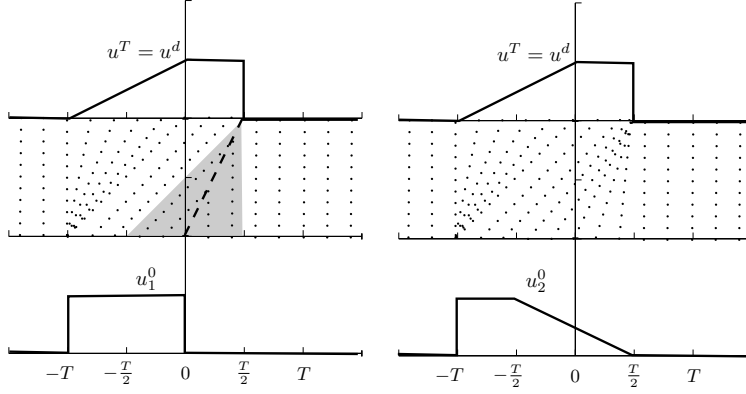 u^T = u^d
u^T = u^d
u_1^0
u_2^0
−T −T/2 0 T/2 T
−T −T/2 0 T/2 T